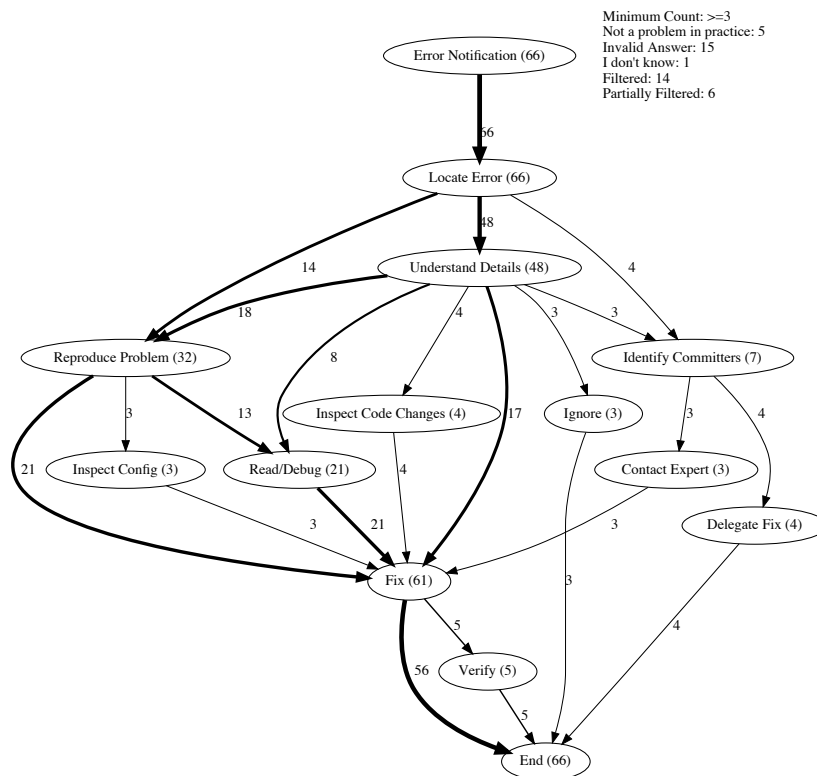 Minimum Count: >=3
Not a problem in practice: 5
Invalid Answer: 15
I don't know: 1
Filtered: 14
Partially Filtered: 6
Error Notification (66)
66
Locate Error (66)
48
14
4
Understand Details (48)
18
8
4
3
3
17
Reproduce Problem (32)
Identify Committers (7)
3
13
3
4
Inspect Code Changes (4)
Ignore (3)
21
Inspect Config (3)
Read/Debug (21)
4
Contact Expert (3)
Delegate Fix (4)
3
21
3
3
Fix (61)
5
4
56
Verify (5)
5
End (66)